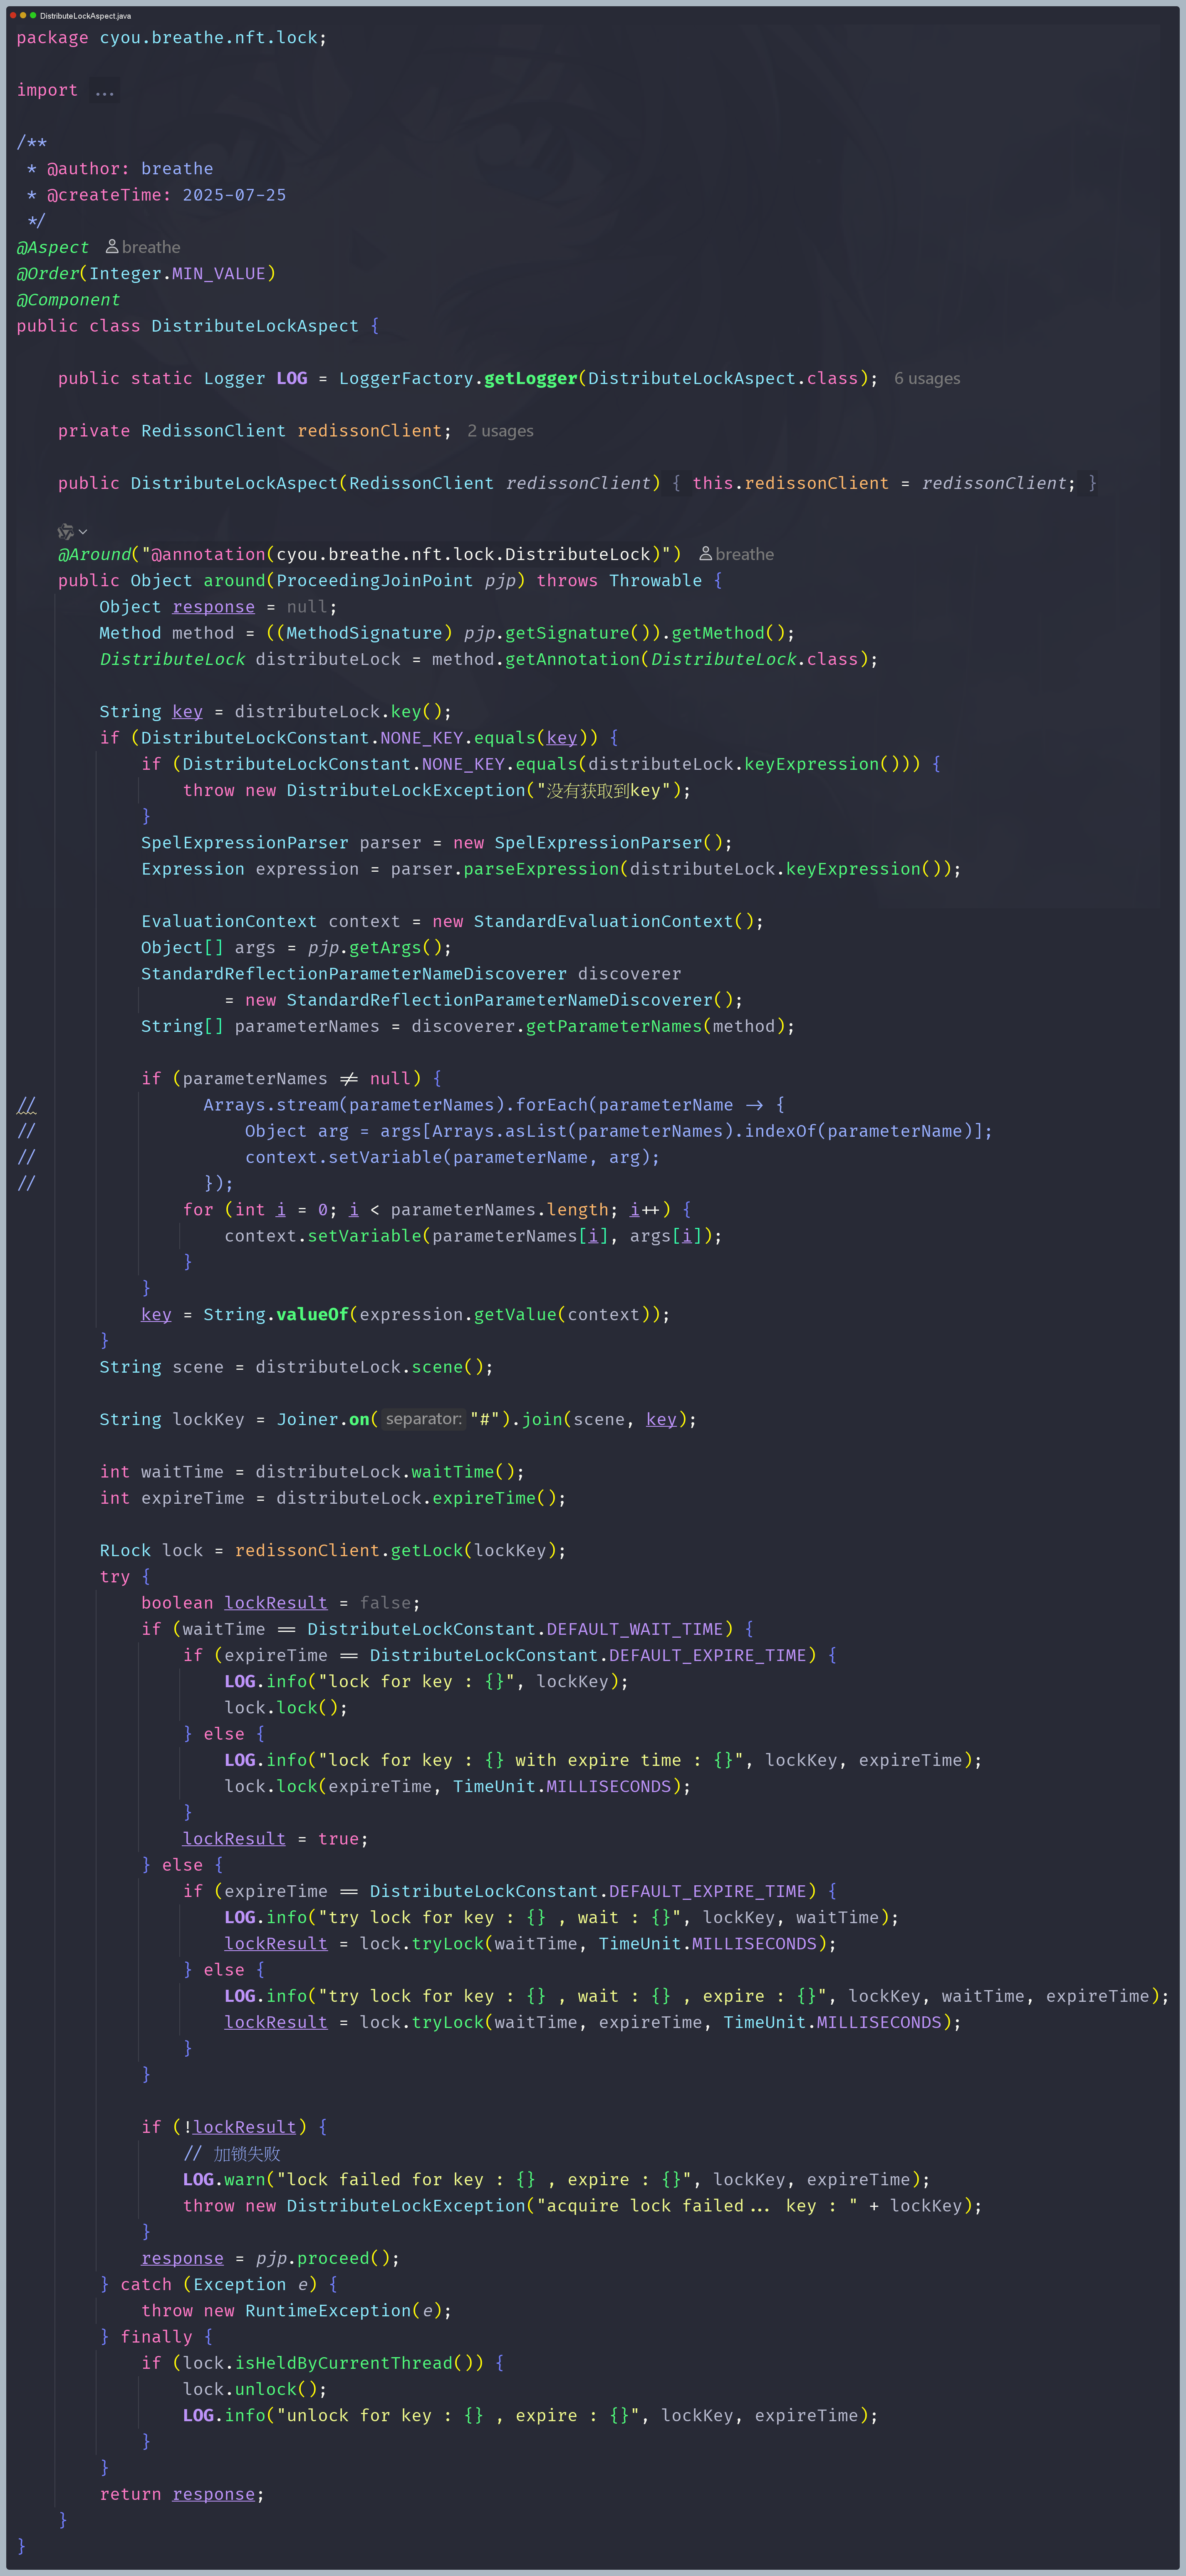 DistributeLockAspect.java
package cyou.breathe.nft.lock;
import ...
/**
 * @author: breathe
 * @createTime: 2025-07-25
 */
@Aspect breathe
@Order(Integer.MIN_VALUE)
@Component
public class DistributeLockAspect {
    public static Logger LOG = LoggerFactory.getLogger(DistributeLockAspect.class); 6 usages
    private RedissonClient redissonClient; 2 usages
    public DistributeLockAspect(RedissonClient redissonClient) { this.redissonClient = redissonClient; }
    @Around("@annotation(cyou.breathe.nft.lock.DistributeLock)") breathe
    public Object around(ProceedingJoinPoint pjp) throws Throwable {
        Object response = null;
        Method method = ((MethodSignature) pjp.getSignature()).getMethod();
        DistributeLock distributeLock = method.getAnnotation(DistributeLock.class);
        String key = distributeLock.key();
        if (DistributeLockConstant.NONE_KEY.equals(key)) {
            if (DistributeLockConstant.NONE_KEY.equals(distributeLock.keyExpression())) {
                throw new DistributeLockException("没有获取到key");
            }
            SpelExpressionParser parser = new SpelExpressionParser();
            Expression expression = parser.parseExpression(distributeLock.keyExpression());
            EvaluationContext context = new StandardEvaluationContext();
            Object[] args = pjp.getArgs();
            StandardReflectionParameterNameDiscoverer discoverer
                    = new StandardReflectionParameterNameDiscoverer();
            String[] parameterNames = discoverer.getParameterNames(method);
            if (parameterNames != null) {
//                Arrays.stream(parameterNames).forEach(parameterName -> {
//                    Object arg = args[Arrays.asList(parameterNames).indexOf(parameterName)];
//                    context.setVariable(parameterName, arg);
//                });
                for (int i = 0; i < parameterNames.length; i++) {
                    context.setVariable(parameterNames[i], args[i]);
                }
            }
            key = String.valueOf(expression.getValue(context));
        }
        String scene = distributeLock.scene();
        String lockKey = Joiner.on( separator: "#").join(scene, key);
        int waitTime = distributeLock.waitTime();
        int expireTime = distributeLock.expireTime();
        RLock lock = redissonClient.getLock(lockKey);
        try {
            boolean lockResult = false;
            if (waitTime == DistributeLockConstant.DEFAULT_WAIT_TIME) {
                if (expireTime == DistributeLockConstant.DEFAULT_EXPIRE_TIME) {
                    LOG.info("lock for key : {}", lockKey);
                    lock.lock();
                } else {
                    LOG.info("lock for key : {} with expire time : {}", lockKey, expireTime);
                    lock.lock(expireTime, TimeUnit.MILLISECONDS);
                }
                lockResult = true;
            } else {
                if (expireTime == DistributeLockConstant.DEFAULT_EXPIRE_TIME) {
                    LOG.info("try lock for key : {} , wait : {}", lockKey, waitTime);
                    lockResult = lock.tryLock(waitTime, TimeUnit.MILLISECONDS);
                } else {
                    LOG.info("try lock for key : {} , wait : {} , expire : {}", lockKey, waitTime, expireTime);
                    lockResult = lock.tryLock(waitTime, expireTime, TimeUnit.MILLISECONDS);
                }
            }
            if (!lockResult) {
                // 加锁失败
                LOG.warn("lock failed for key : {} , expire : {}", lockKey, expireTime);
                throw new DistributeLockException("acquire lock failed... key : " + lockKey);
            }
            response = pjp.proceed();
        } catch (Exception e) {
            throw new RuntimeException(e);
        } finally {
            if (lock.isHeldByCurrentThread()) {
                lock.unlock();
                LOG.info("unlock for key : {} , expire : {}", lockKey, expireTime);
            }
        }
        return response;
    }
}